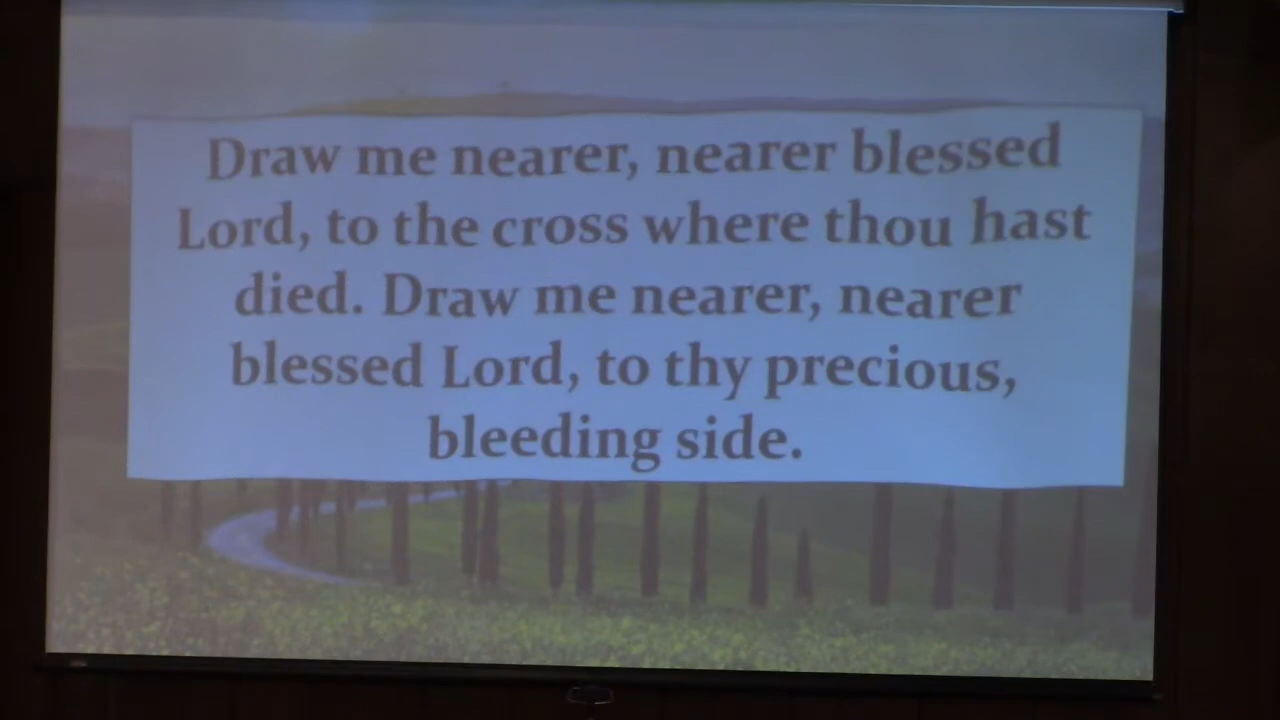 Draw me nearer, nearer blessed
Lord, to the cross where thou hast
died. Draw me nearer, nearer
blessed Lord, to thy precious,
bleeding side.